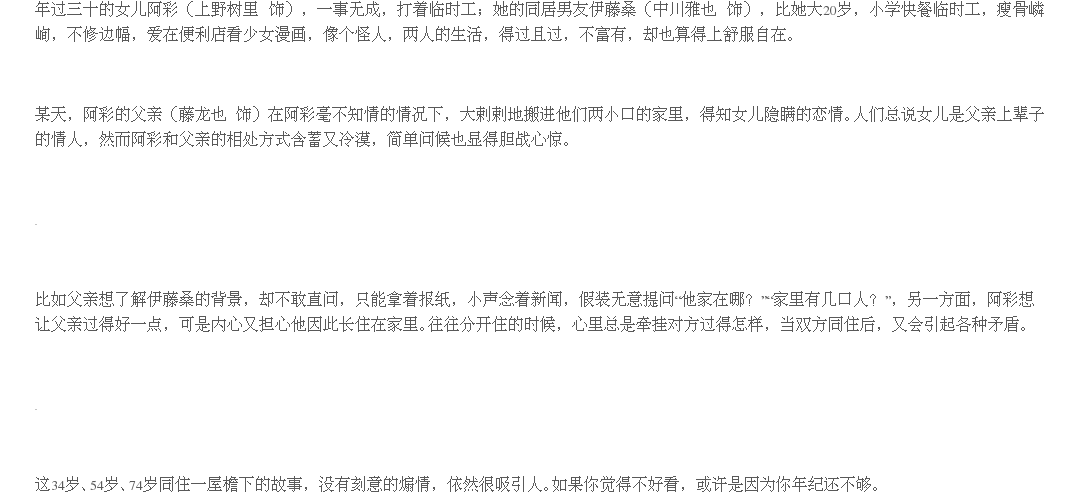 年过三十的女儿阿彩（上野树里 饰），一事无成，打着临时工；她的同居男友伊藤桑（中川雅也 饰），比她大20岁，小学快餐临时工，瘦骨嶙
峋，不修边幅，爱在便利店看少女漫画，像个怪人，两人的生活，得过且过，不富有，却也算得上舒服自在。
某天，阿彩的父亲（藤龙也 饰）在阿彩毫不知情的情况下，大剌剌地搬进他们两小口的家里，得知女儿隐瞒的恋情。人们总说女儿是父亲上辈子
的情人，然而阿彩和父亲的相处方式含蓄又冷漠，简单问候也显得胆战心惊。
.
比如父亲想了解伊藤桑的背景，却不敢直问，只能拿着报纸，小声念着新闻，假装无意提问“他家在哪？”“家里有几口人？”，另一方面，阿彩想
让父亲过得好一点，可是内心又担心他因此长住在家里。往往分开住的时候，心里总是牵挂对方过得怎样，当双方同住后，又会引起各种矛盾。
.
这34岁、54岁、74岁同住一屋檐下的故事，没有刻意的煽情，依然很吸引人。如果你觉得不好看，或许是因为你年纪还不够。